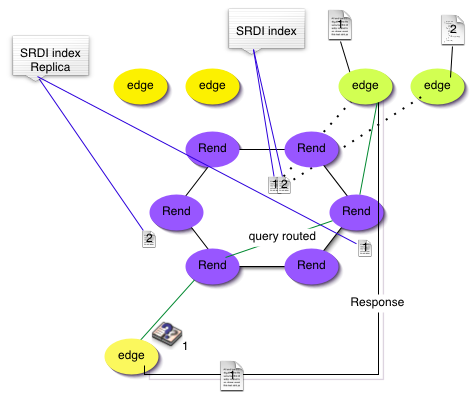 SRDI index
Replica
SRDI index
1
2
edge
edge
edge
edge
Rend
Rend
1
2
Rend
Rend
2
query routed
1
Rend
Rend
Response
edge
1
1